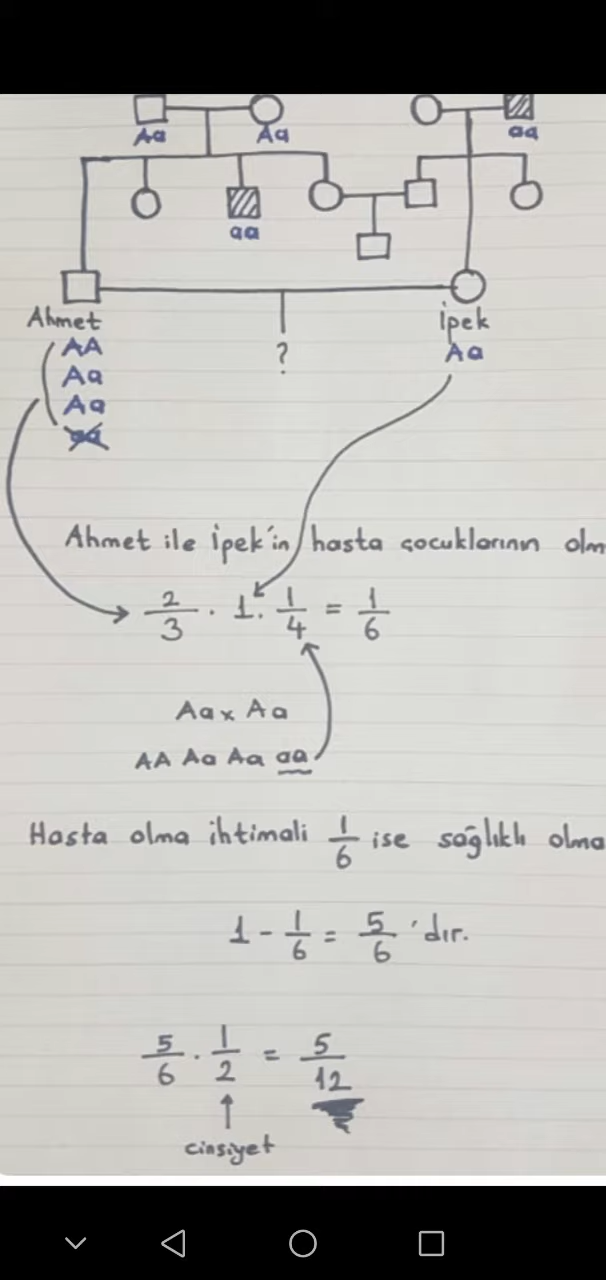 Aa Aa aa
aa
Ahmet İpek
AA Aa
Aa ?
Aa
aa
Ahmet ile İpek'in hasta çocuklarının olm
2/3 . 1 . 1/4 = 1/6
Aa x Aa
AA Aa Aa aa
Hasta olma ihtimali 1/6 ise sağlıklı olma
1 - 1/6 = 5/6 'dır.
5/6 . 1/2 = 5/12
cinsiyet